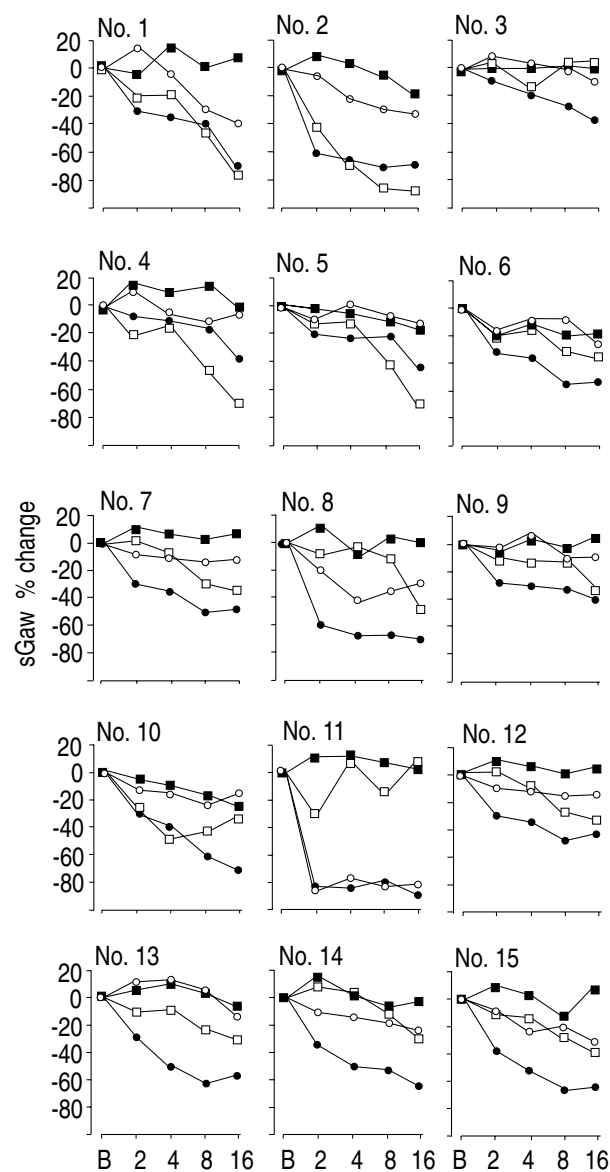 No. 1
No. 2
No. 3
20
0
-20
-40
-60
-80
No. 4
No. 5
No. 6
20
0
-20
-40
-60
-80
No. 7
No. 8
No. 9
20
0
-20
-40
-60
-80
sGaw % change
No. 10
No. 11
No. 12
20
0
-20
-40
-60
-80
No. 13
No. 14
No. 15
20
0
-20
-40
-60
-80
B 2 4 8 16
B 2 4 8 16
B 2 4 8 16